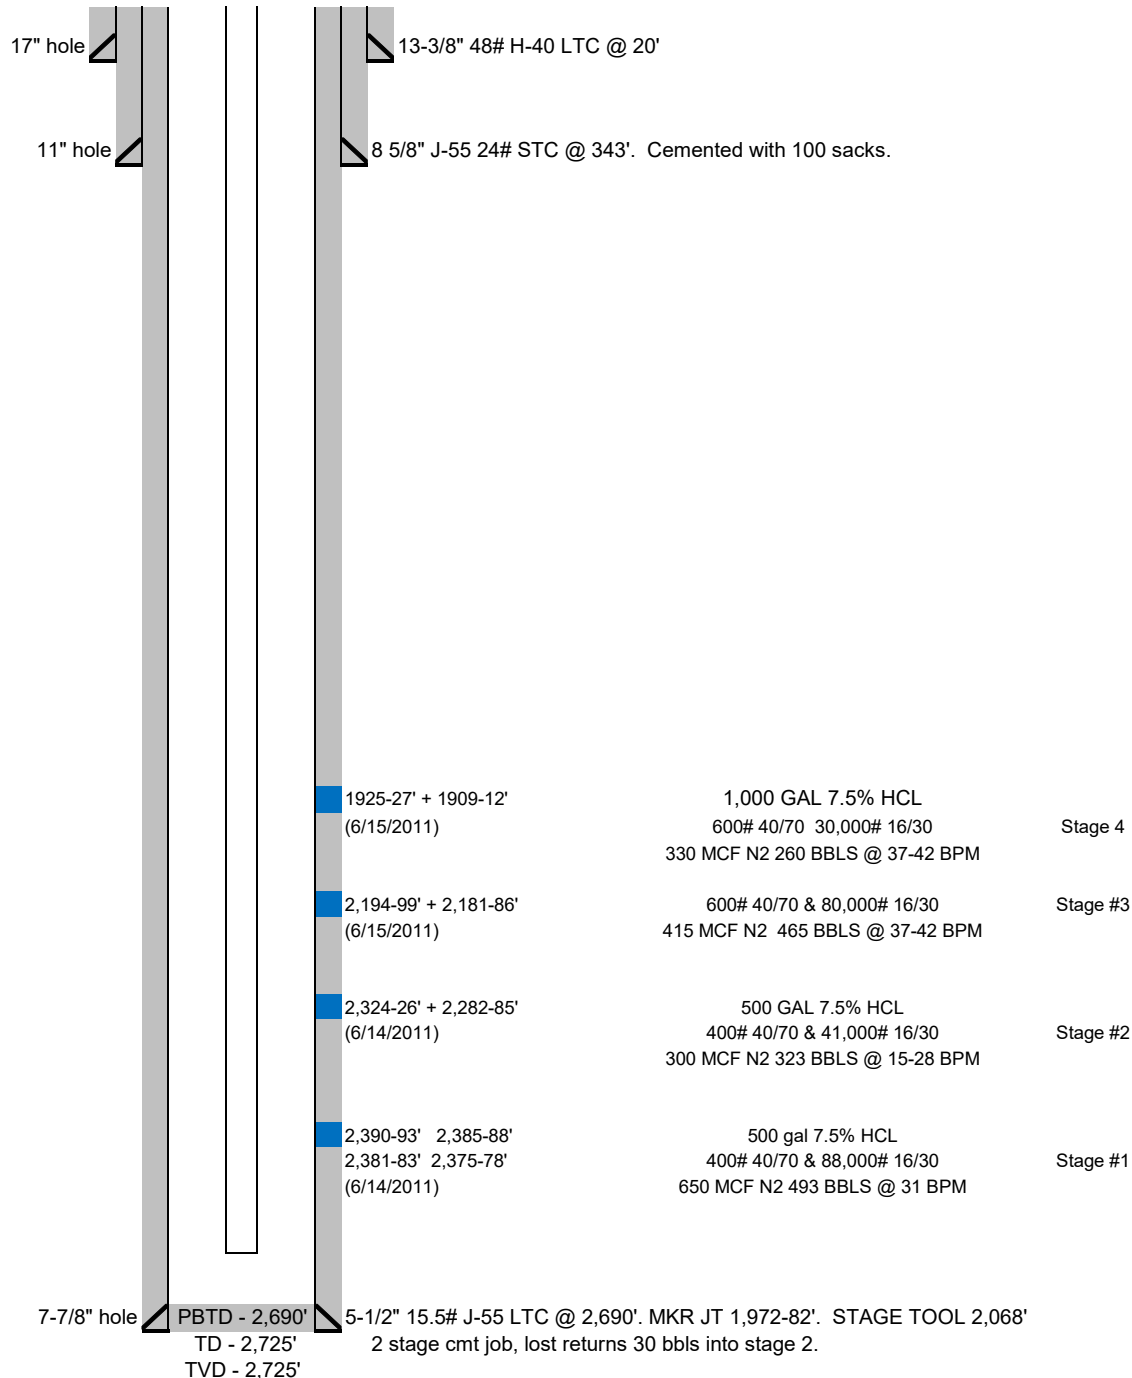 17" hole 13-3/8" 48# H-40 LTC @ 20'
11" hole 8 5/8" J-55 24# STC @ 343'. Cemented with 100 sacks.
1925-27' + 1909-12' 1,000 GAL 7.5% HCL
(6/15/2011) 600# 40/70 30,000# 16/30 Stage 4
330 MCF N2 260 BBLS @ 37-42 BPM
2,194-99' + 2,181-86' 600# 40/70 & 80,000# 16/30 Stage #3
(6/15/2011) 415 MCF N2 465 BBLS @ 37-42 BPM
2,324-26' + 2,282-85' 500 GAL 7.5% HCL
(6/14/2011) 400# 40/70 & 41,000# 16/30 Stage #2
300 MCF N2 323 BBLS @ 15-28 BPM
2,390-93' 2,385-88' 500 gal 7.5% HCL
2,381-83' 2,375-78' 400# 40/70 & 88,000# 16/30 Stage #1
(6/14/2011) 650 MCF N2 493 BBLS @ 31 BPM
7-7/8" hole PBTD - 2,690' 5-1/2" 15.5# J-55 LTC @ 2,690'. MKR JT 1,972-82'. STAGE TOOL 2,068'
TD - 2,725' 2 stage cmt job, lost returns 30 bbls into stage 2.
TVD - 2,725'